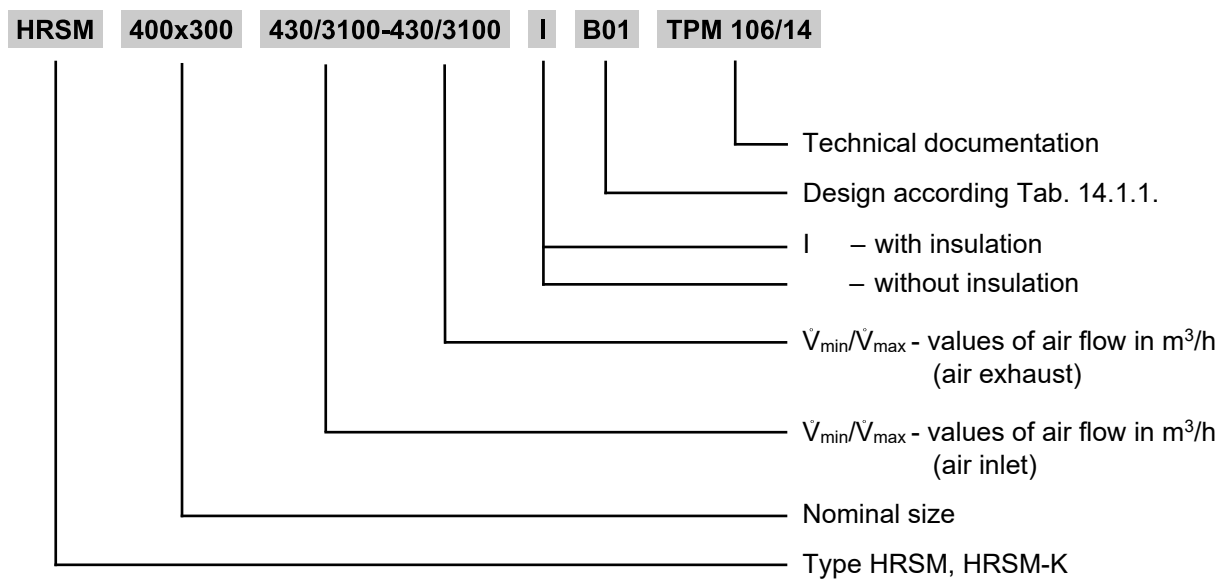 HRSM 400x300 430/3100-430/3100 I B01 TPM 106/14
Technical documentation
Design according Tab. 14.1.1.
I – with insulation
– without insulation
V̊min/V̊max - values of air flow in m³/h
(air exhaust)
V̊min/V̊max - values of air flow in m³/h
(air inlet)
Nominal size
Type HRSM, HRSM-K